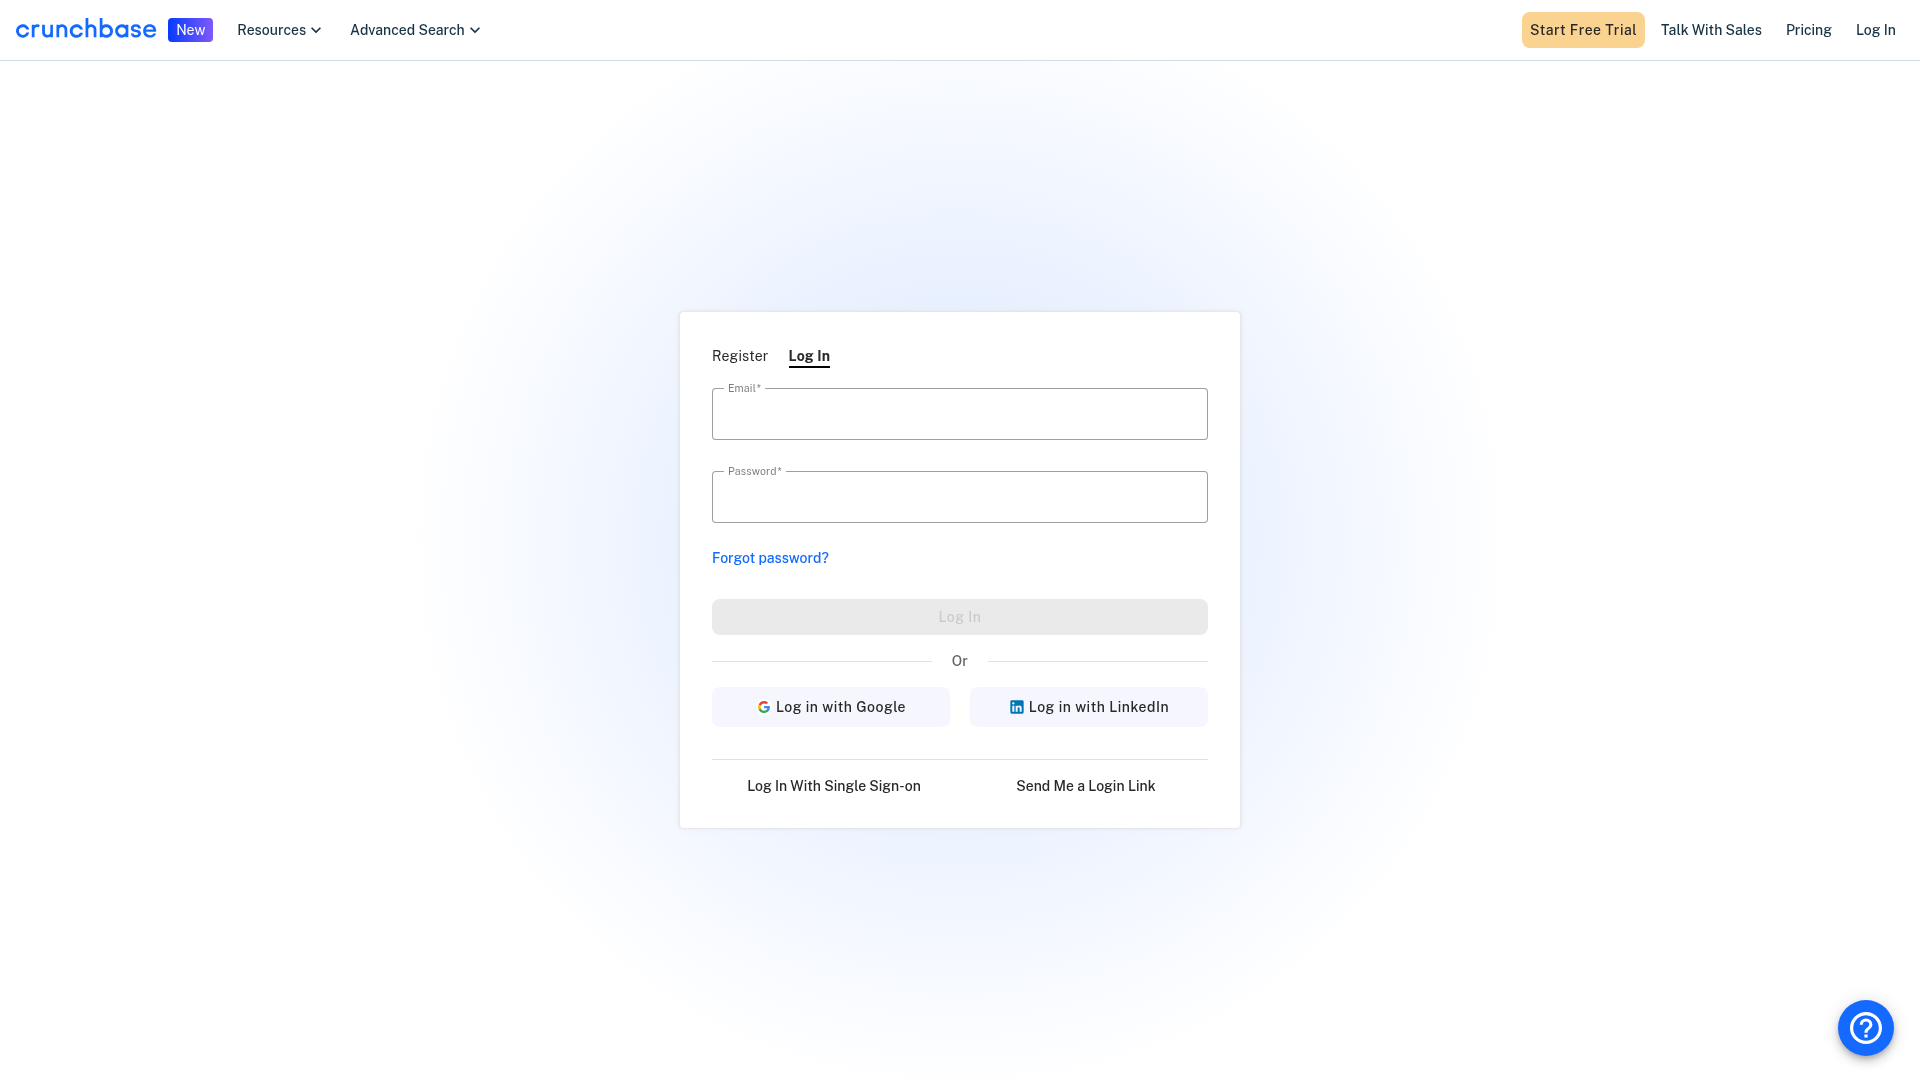 crunchbase New Resources Advanced Search Start Free Trial Talk With Sales Pricing Log In
Register Log In
Email*
Password*
Forgot password?
Log In
Or
Log in with Google Log in with LinkedIn
Log In With Single Sign-on Send Me a Login Link